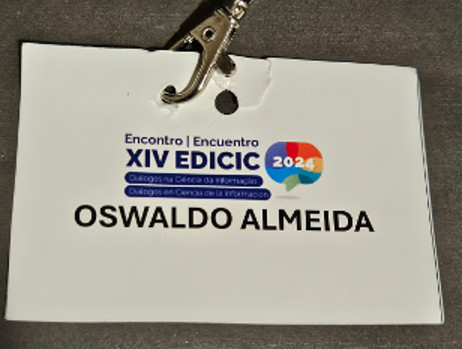 Encontro | Encuentro
XIV EDICIC 2024
Diálogos na Ciência da Informação
Diálogos en Ciencia de la Información
OSWALDO ALMEIDA